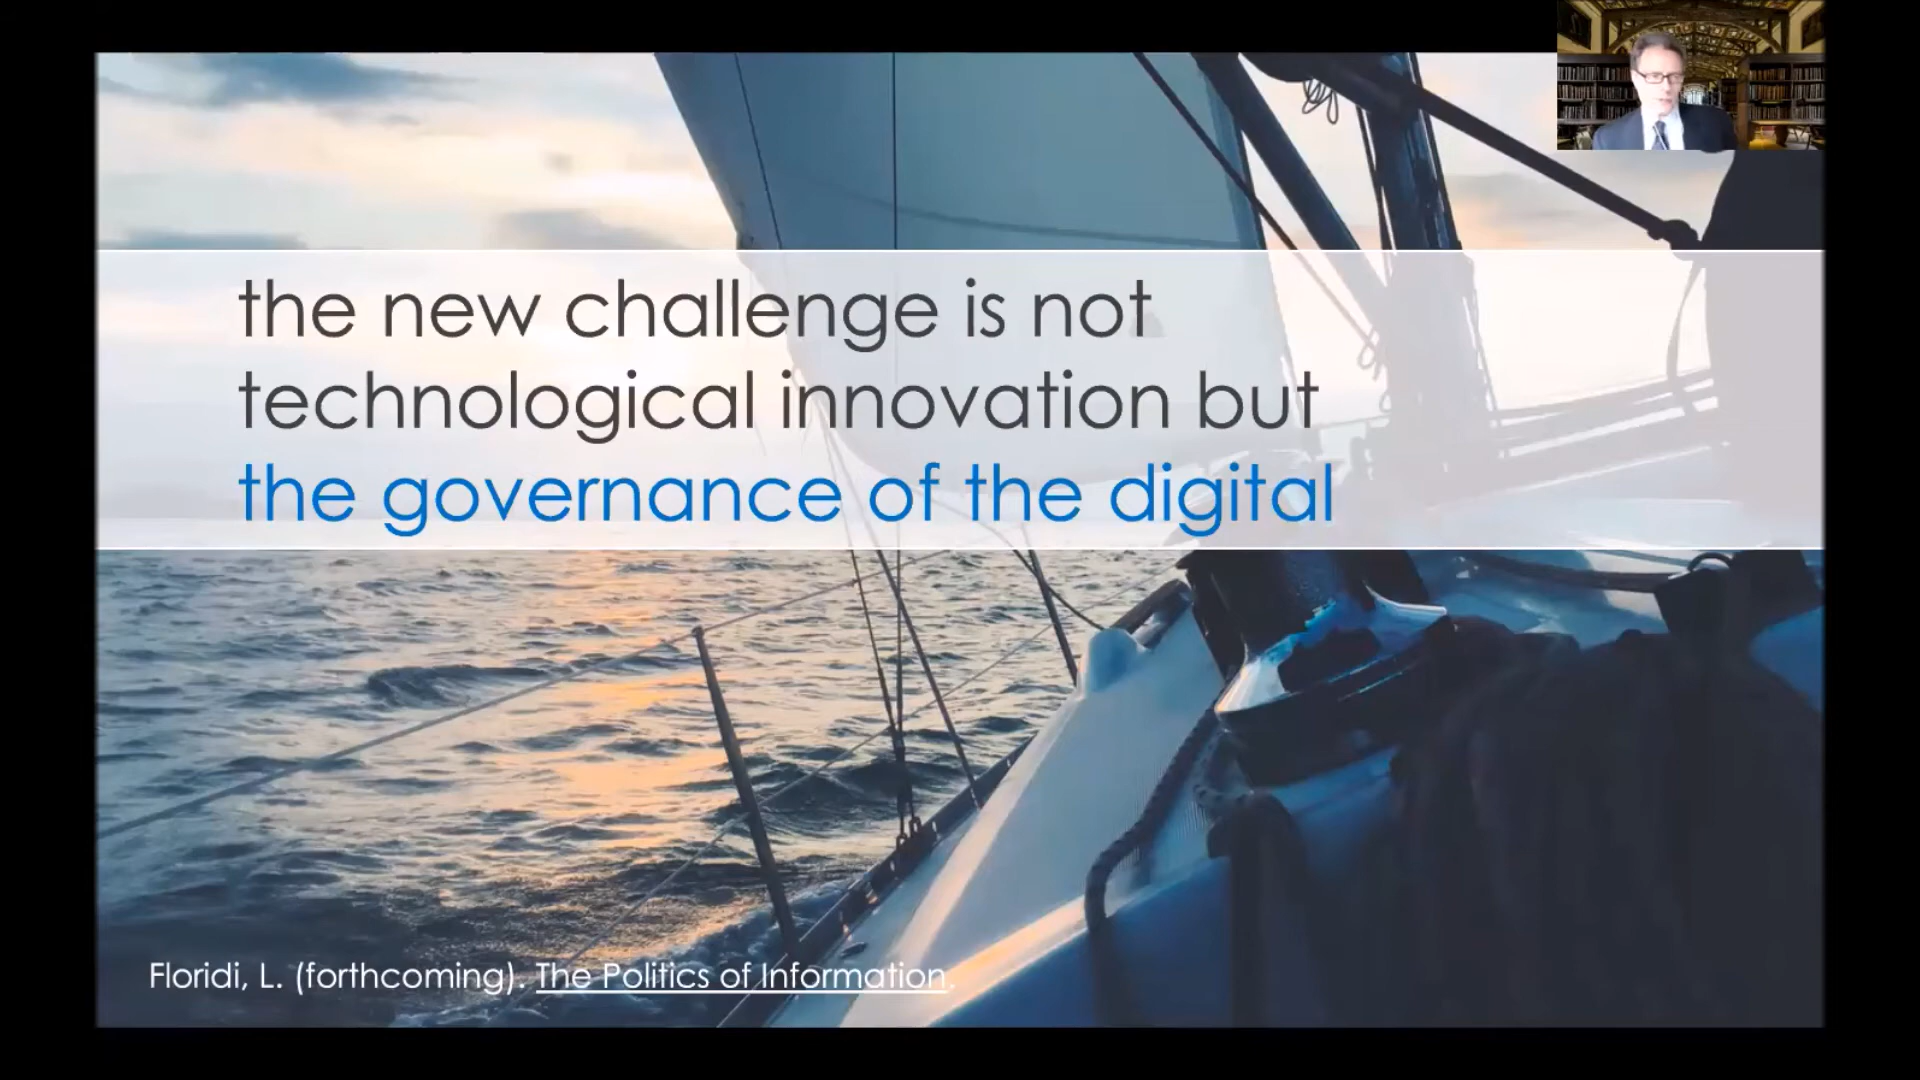 the new challenge is not
technological innovation but
the governance of the digital
Floridi, L. (forthcoming). The Politics of Information.